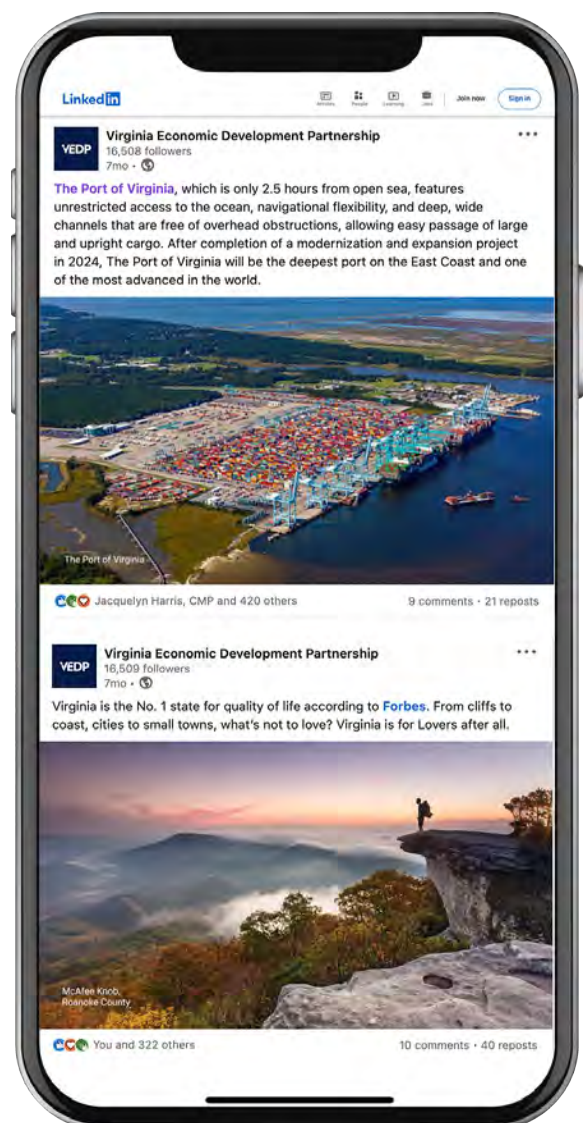 LinkedIn
Articles People Learning Jobs Join now Sign in
VEDP
Virginia Economic Development Partnership
16,508 followers
7mo •
The Port of Virginia, which is only 2.5 hours from open sea, features
unrestricted access to the ocean, navigational flexibility, and deep, wide
channels that are free of overhead obstructions, allowing easy passage of large
and upright cargo. After completion of a modernization and expansion project
in 2024, The Port of Virginia will be the deepest port on the East Coast and one
of the most advanced in the world.
The Port of Virginia
Jacquelyn Harris, CMP and 420 others 9 comments • 21 reposts
VEDP
Virginia Economic Development Partnership
16,509 followers
7mo •
Virginia is the No. 1 state for quality of life according to Forbes. From cliffs to
coast, cities to small towns, what's not to love? Virginia is for Lovers after all.
McAfee Knob,
Roanoke County
You and 322 others 10 comments • 40 reposts